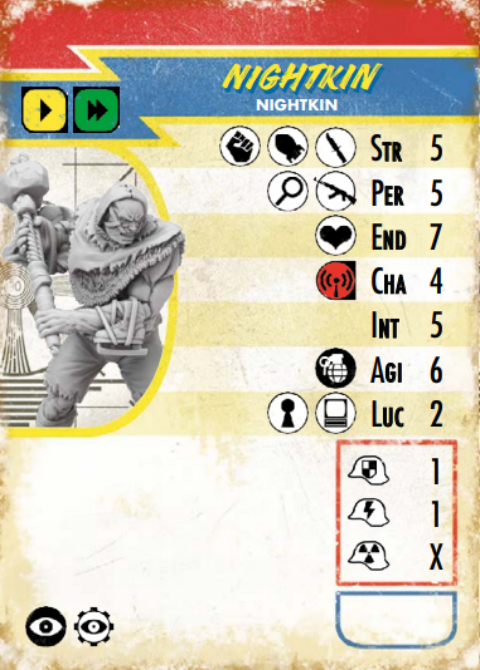 NIGHTKIN
NIGHTKIN
STR 5
PER 5
END 7
CHA 4
INT 5
AGI 6
LUC 2
1
1
X